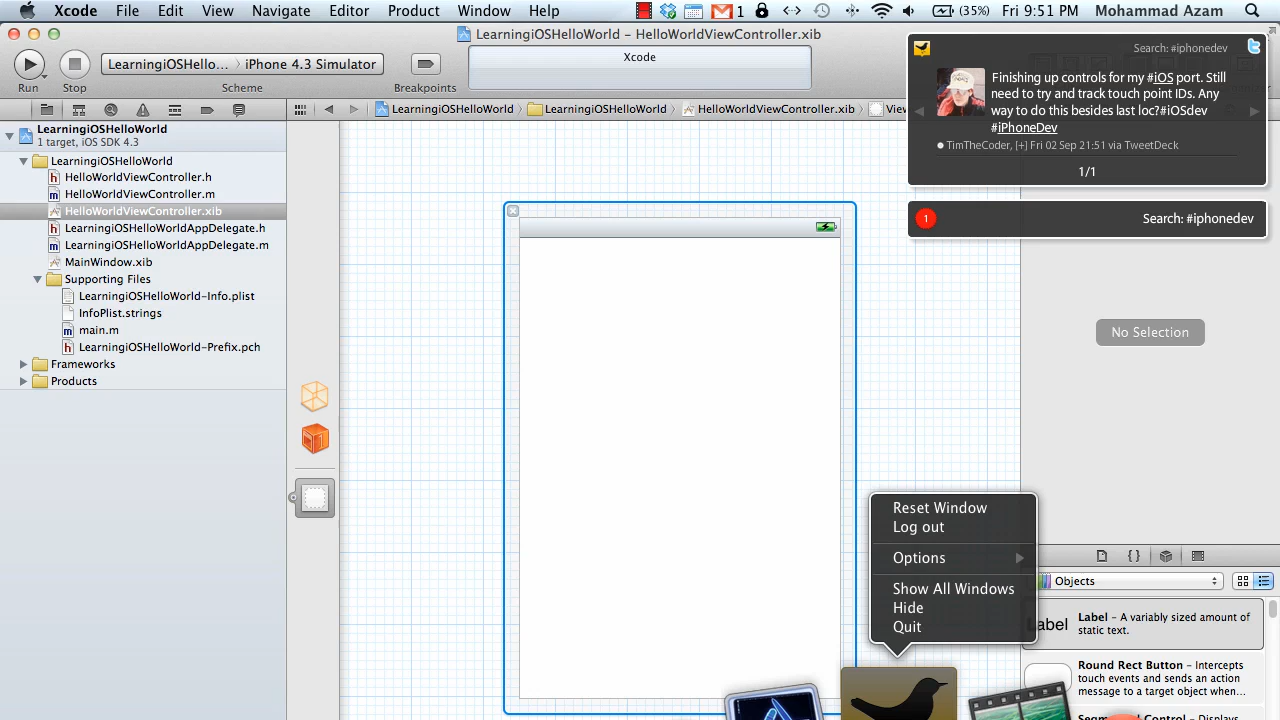 Xcode File Edit View Navigate Editor Product Window Help
1
(35%) Fri 9:51 PM Mohammad Azam
LearningiOSHelloWorld – HelloWorldViewController.xib
LearningiOSHello... iPhone 4.3 Simulator
Xcode
Run Stop Scheme Breakpoints
LearningiOSHelloWorld LearningiOSHelloWorld HelloWorldViewController.xib
LearningiOSHelloWorld
1 target, iOS SDK 4.3
LearningiOSHelloWorld
HelloWorldViewController.h
HelloWorldViewController.m
HelloWorldViewController.xib
LearningiOSHelloWorldAppDelegate.h
LearningiOSHelloWorldAppDelegate.m
MainWindow.xib
Supporting Files
LearningiOSHelloWorld-Info.plist
InfoPlist.strings
main.m
LearningiOSHelloWorld-Prefix.pch
Frameworks
Products
Search: #iphonedev
Finishing up controls for my #iOS port. Still
need to try and track touch point IDs. Any
way to do this besides last loc?#iOSdev
#iPhoneDev
TimTheCoder, [+] Fri 02 Sep 21:51 via TweetDeck
1/1
1 Search: #iphonedev
No Selection
Reset Window
Log out
Options
Show All Windows
Hide
Quit
Objects
Label
Label – A variably sized amount of
static text.
Round Rect Button – Intercepts
touch events and sends an action
message to a target object when...
Segmented Control – Displays